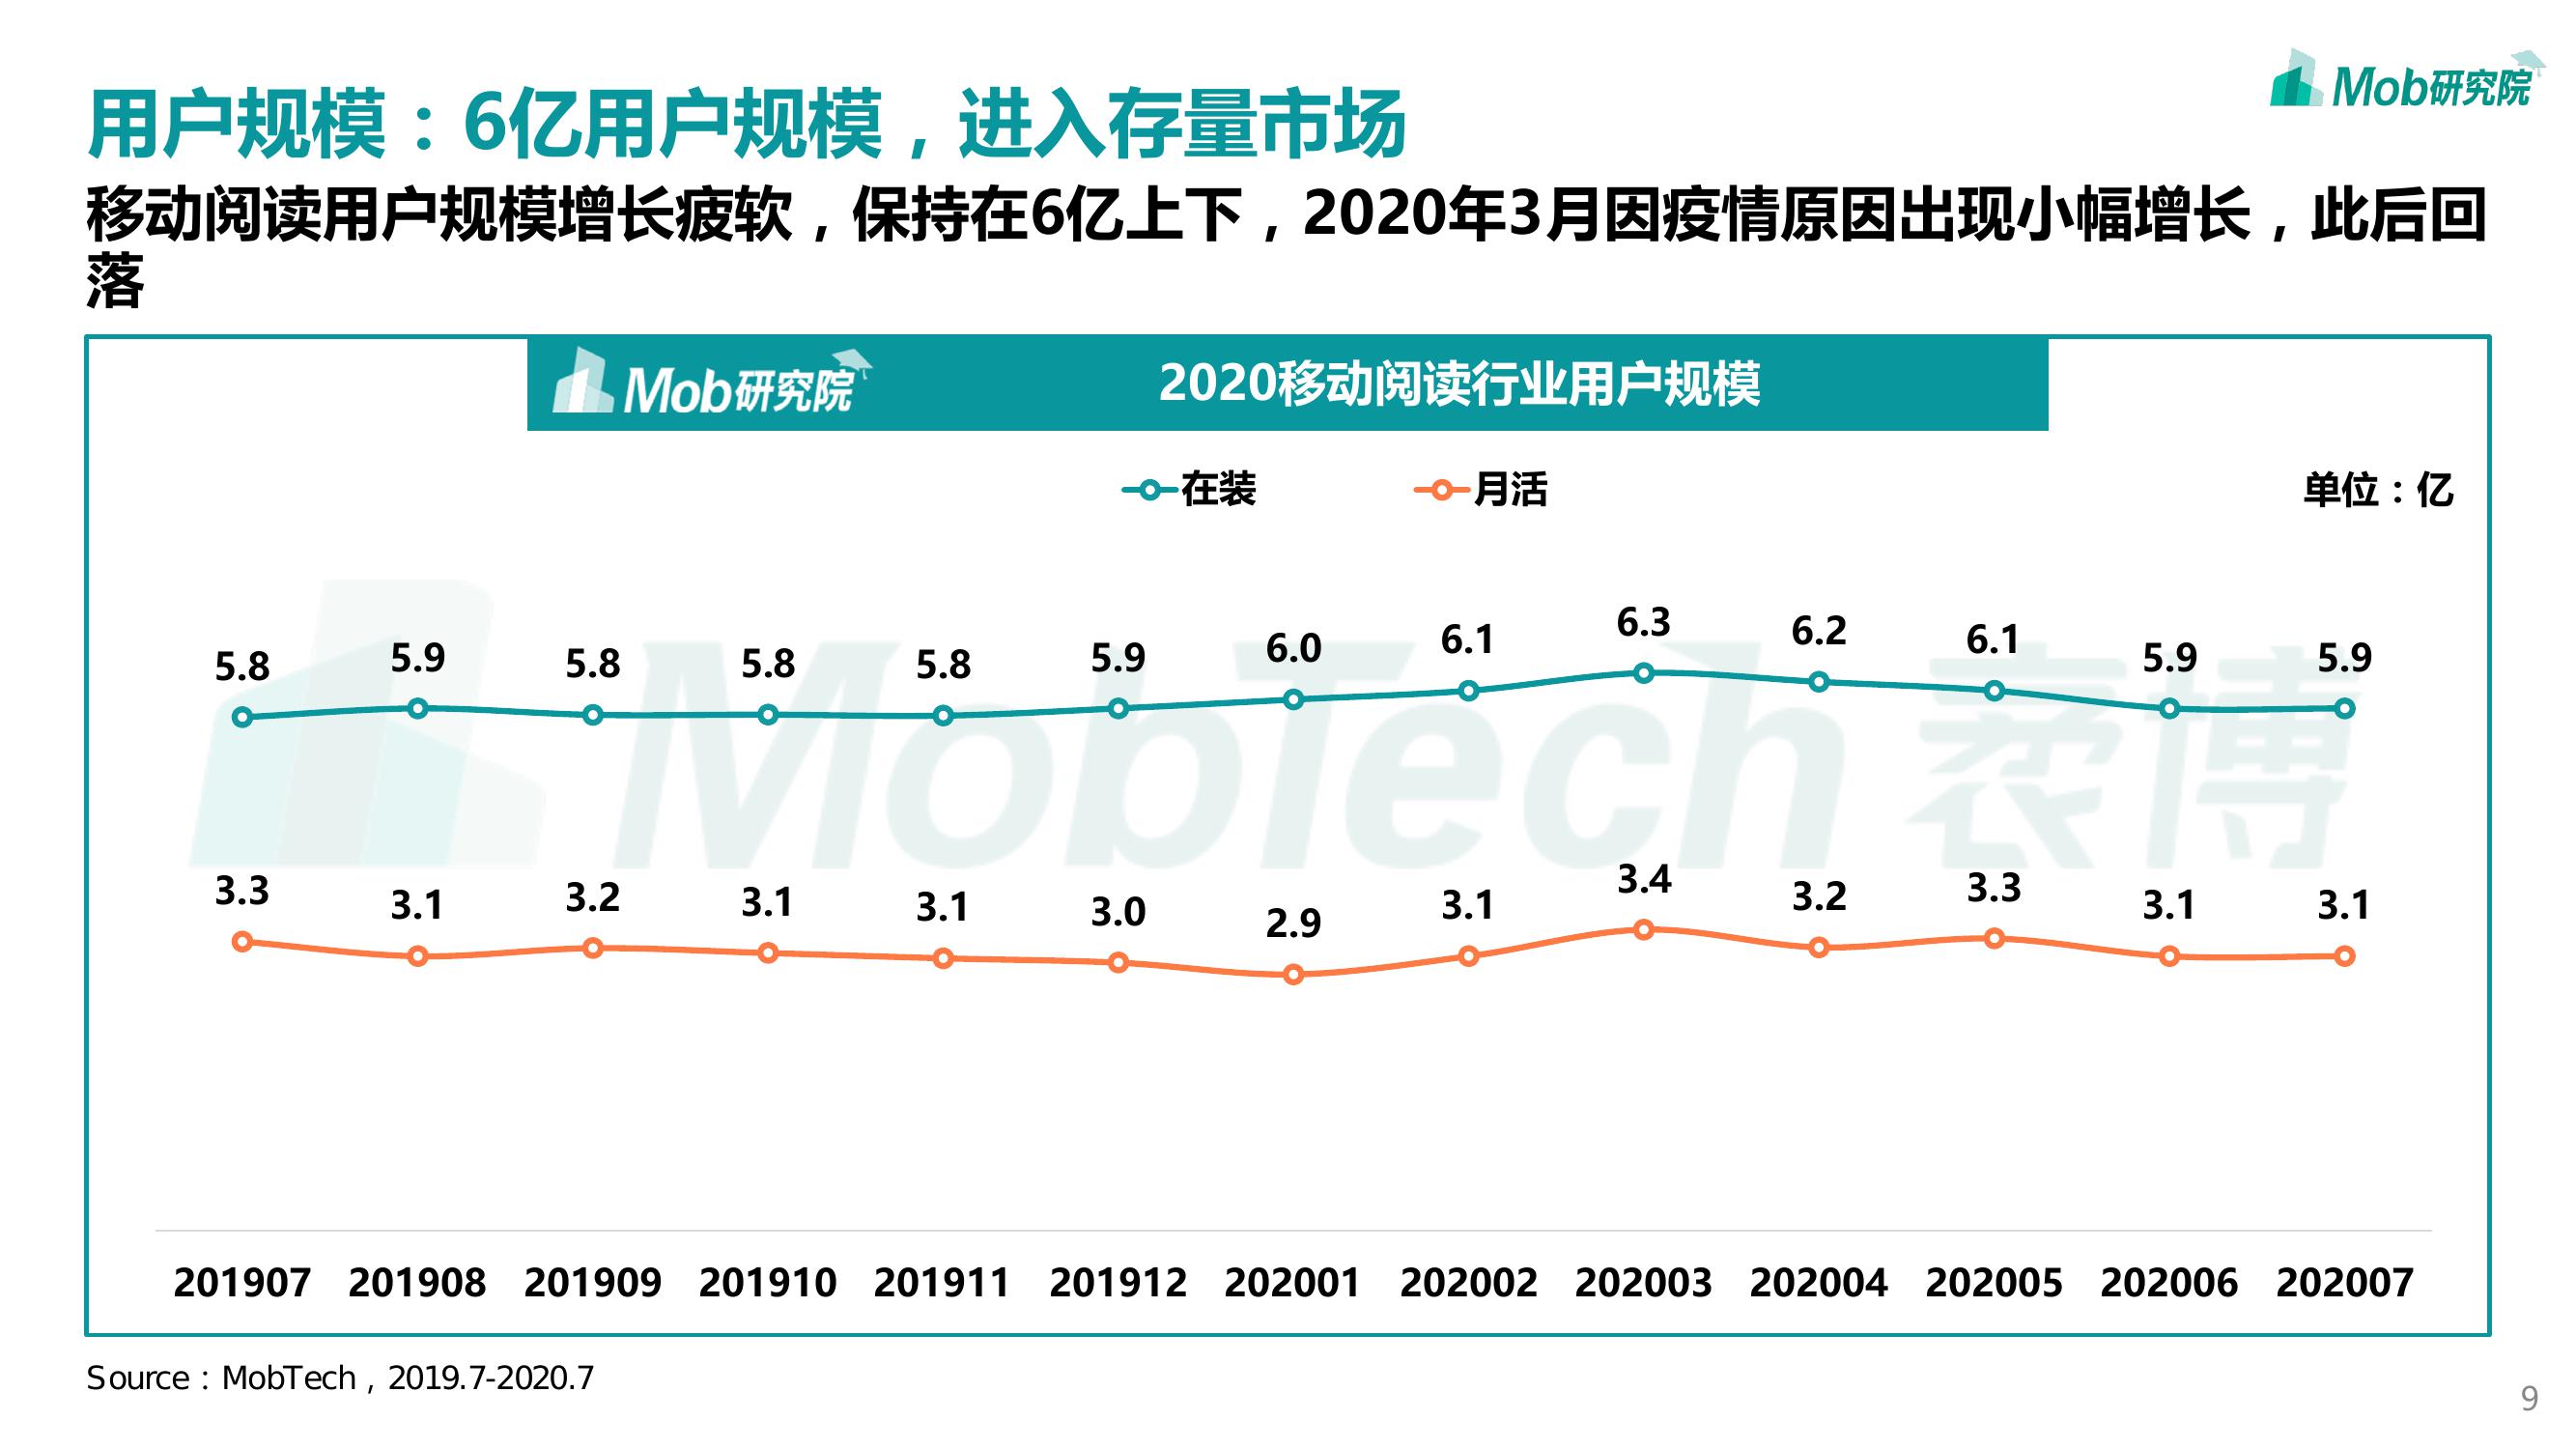 Mob研究院
用户规模：6亿用户规模，进入存量市场
移动阅读用户规模增长疲软，保持在6亿上下，2020年3月因疫情原因出现小幅增长，此后回
落
Mob研究院
2020移动阅读行业用户规模
在装 月活
单位：亿
MobTech 袤博
5.8 5.9 5.8 5.8 5.8 5.9 6.0 6.1 6.3 6.2 6.1 5.9 5.9
3.3 3.1 3.2 3.1 3.1 3.0 2.9 3.1 3.4 3.2 3.3 3.1 3.1
201907 201908 201909 201910 201911 201912 202001 202002 202003 202004 202005 202006 202007
Source：MobTech，2019.7-2020.7
9